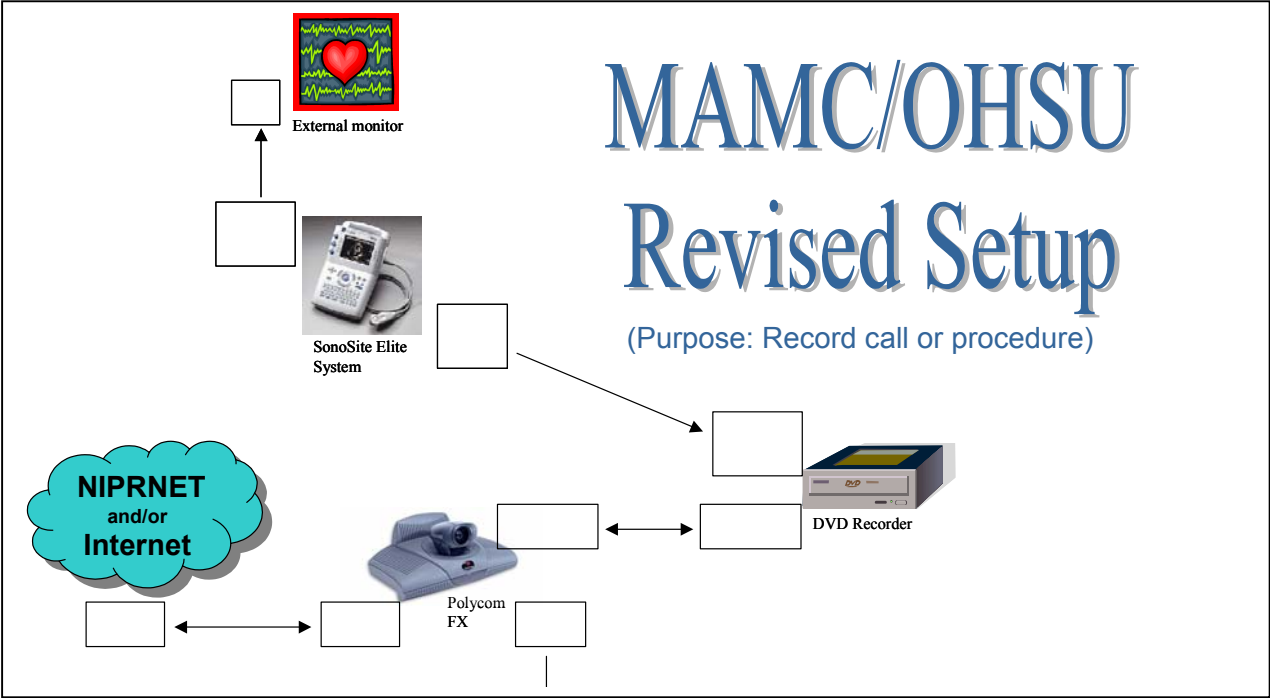 MAMC/OHSU
Revised Setup
(Purpose: Record call or procedure)
External monitor
SonoSite Elite
System
DVD
DVD Recorder
NIPRNET
and/or
Internet
Polycom
FX